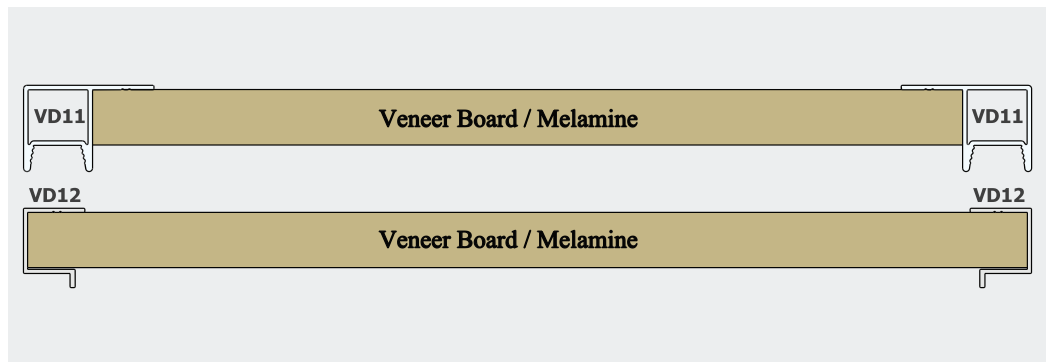 VD11 Veneer Board / Melamine VD11
VD12 VD12
Veneer Board / Melamine